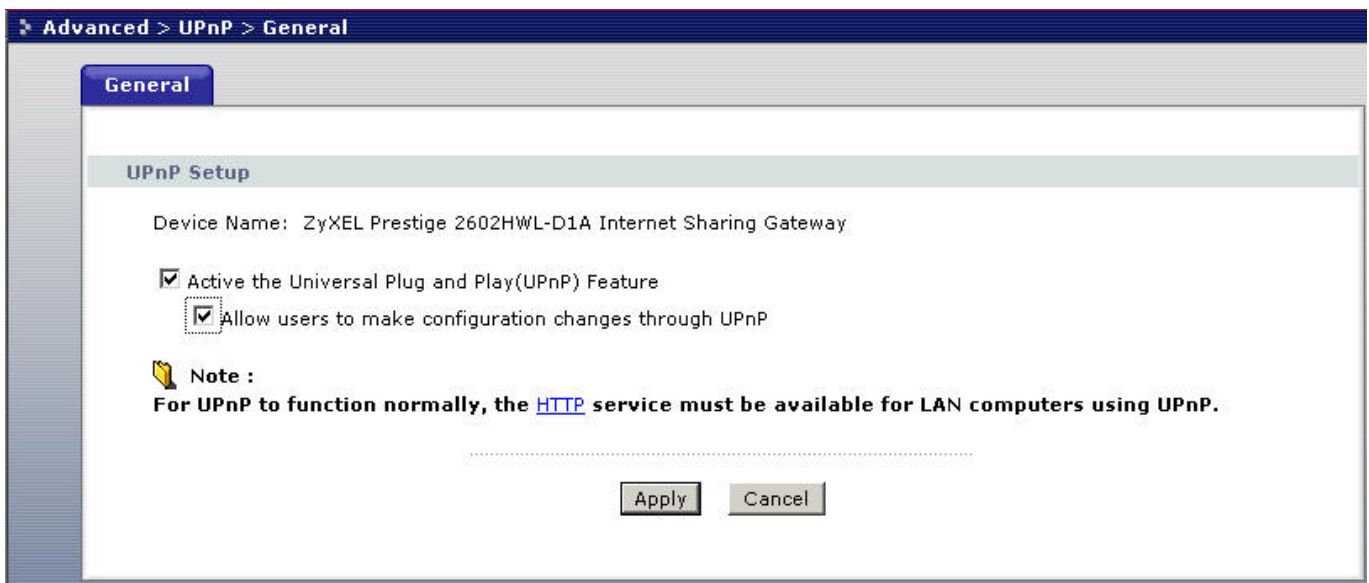 Advanced > UPnP > General
General
UPnP Setup
Device Name: ZyXEL Prestige 2602HWL-D1A Internet Sharing Gateway
Active the Universal Plug and Play(UPnP) Feature
Allow users to make configuration changes through UPnP
Note :
For UPnP to function normally, the HTTP service must be available for LAN computers using UPnP.
Apply Cancel